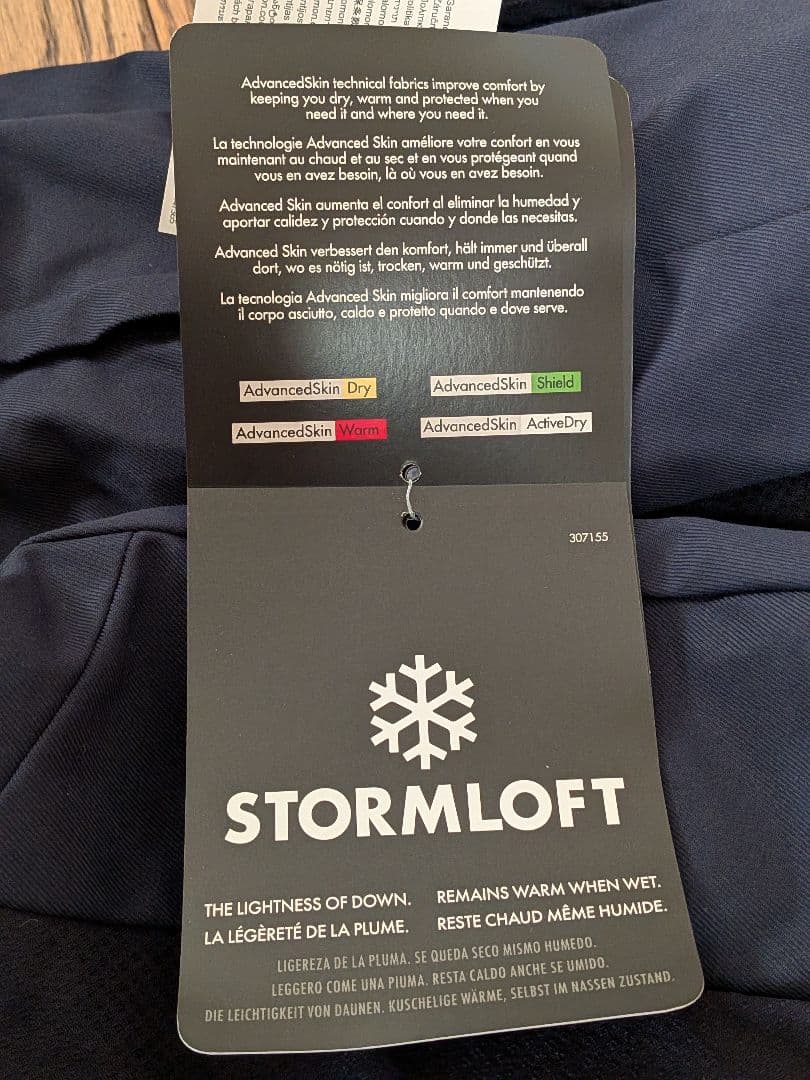 AdvancedSkin technical fabrics improve comfort by
keeping you dry, warm and protected when you
need it and where you need it.
La technologie Advanced Skin améliore votre confort en vous
maintenant au chaud et au sec et en vous protégeant quand
vous en avez besoin, là où vous en avez besoin.
Advanced Skin aumenta el confort al eliminar la humedad y
aportar calidez y protección cuando y donde las necesitas.
Advanced Skin verbessert den komfort, hält immer und überall
dort, wo es nötig ist, trocken, warm und geschützt.
La tecnologia Advanced Skin migliora il comfort mantenendo
il corpo asciutto, caldo e protetto quando e dove serve.
AdvancedSkin Dry
AdvancedSkin Shield
AdvancedSkin Warm
AdvancedSkin ActiveDry
307155
STORMLOFT
THE LIGHTNESS OF DOWN. REMAINS WARM WHEN WET.
LA LÉGÈRETÉ DE LA PLUME. RESTE CHAUD MÊME HUMIDE.
LIGEREZA DE LA PLUMA. SE QUEDA SECO MISMO HUMEDO.
LEGGERO COME UNA PIUMA. RESTA CALDO ANCHE SE UMIDO.
DIE LEICHTIGKEIT VON DAUNEN. KUSCHELIGE WÄRME, SELBST IM NASSEN ZUSTAND.